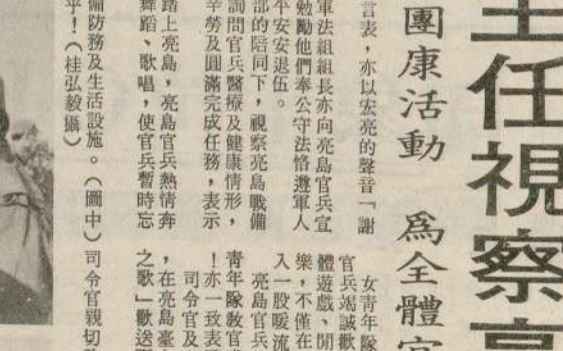 主任視察亮
團康活動　為全體官
言表，亦以宏亮的聲音「謝
軍法組組長亦向亮島官兵宣
勉勵他們奉公守法恪遵軍人
平安安退伍。
部的陪同下，視察亮島戰備
詢問官兵醫療及健康情形，
辛勞及圓滿完成任務，表示
踏上亮島，亮島官兵熱情奔
舞蹈、歌唱，使官兵暫時忘
女青年隊
官兵竭誠歡
體遊戲、閒
樂，不僅在
入一股暖流
亮島官兵
青年隊教官
！亦一致表
司令官及
，在亮島臺
之歌」歡送
備防務及生活設施。（圖中）司令官親切
乎！（桂弘毅攝）